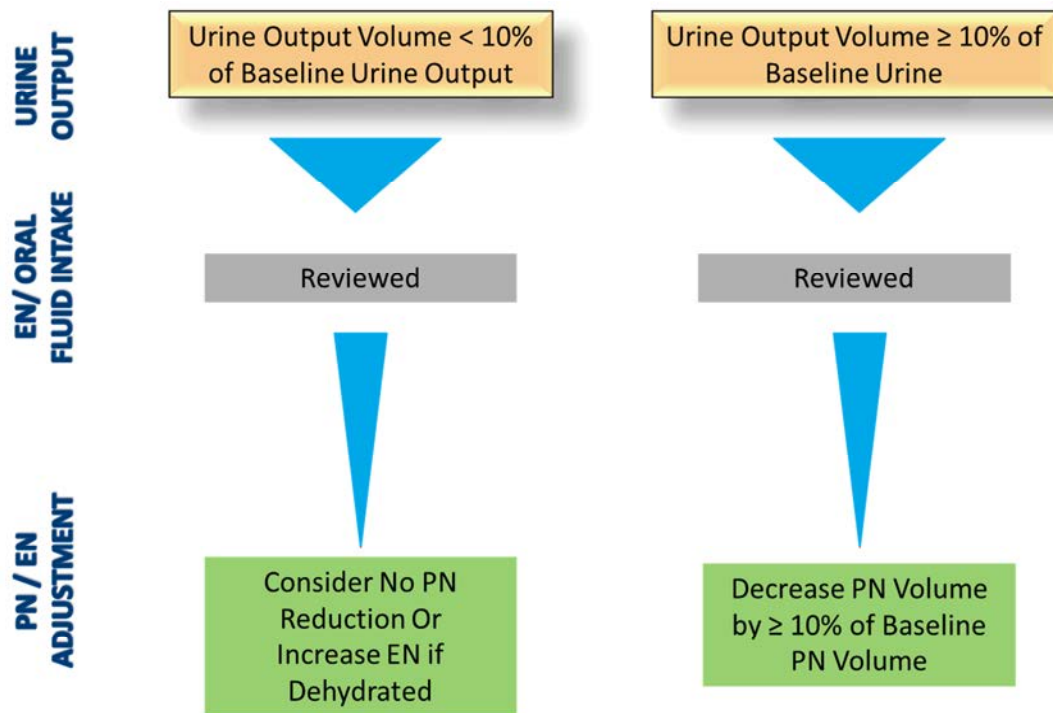 URINE
OUTPUT
Urine Output Volume < 10%
of Baseline Urine Output
Urine Output Volume ≥ 10% of
Baseline Urine
EN/ ORAL
FLUID INTAKE
Reviewed
Reviewed
PN / EN
ADJUSTMENT
Consider No PN
Reduction Or
Increase EN if
Dehydrated
Decrease PN Volume
by ≥ 10% of Baseline
PN Volume